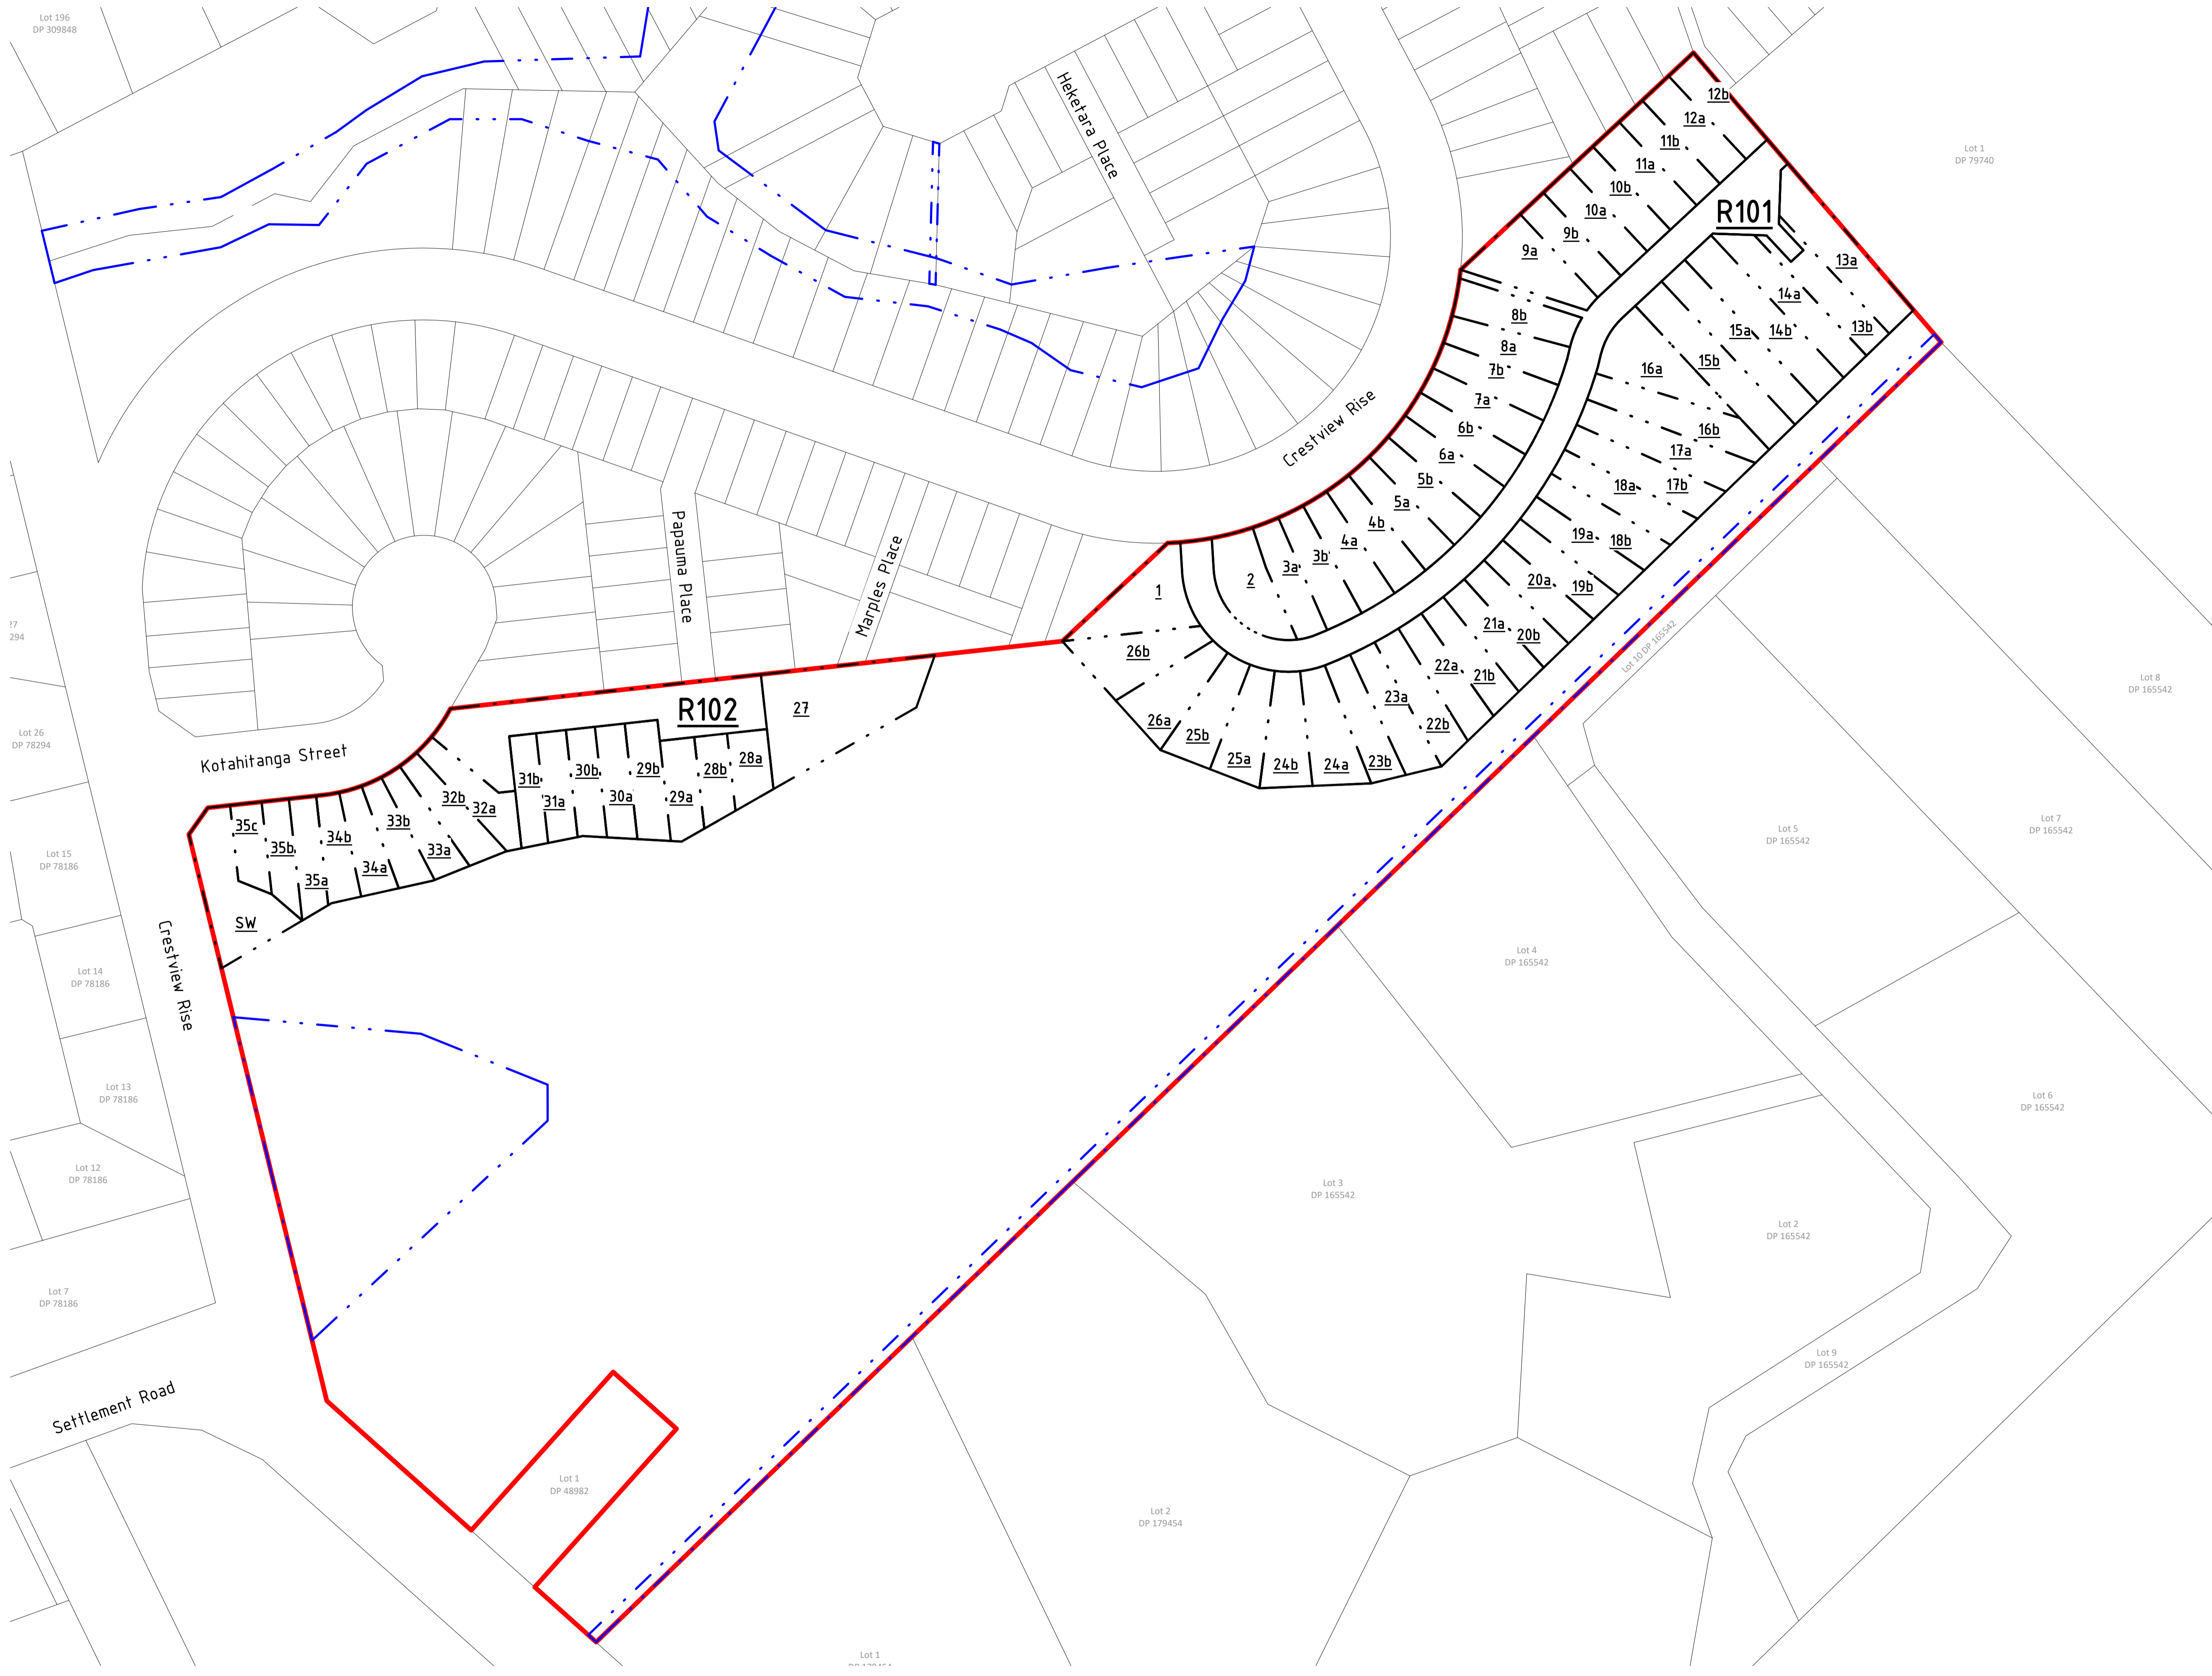 Lot 196
DP 309848
Heketara Place
12b
12a
11b
11a
10b
10a
9b
9a
R101
Lot 1
DP 79740
13a
14a
13b
14b
15a
15b
16a
16b
8b
8a
7b
7a
6b
6a
5b
5a
4b
4a
3b
3a
2
1
17a
17b
18a
18b
19a
19b
20a
20b
21a
21b
22a
22b
23a
23b
24a
24b
25a
25b
26a
26b
Crestview Rise
Papauma Place
Marples Place
Kotahitanga Street
R102
27
28a
28b
29a
29b
30a
30b
31a
31b
32a
32b
33a
33b
34a
34b
35a
35b
35c
SW
27
294
Lot 26
DP 78294
Lot 15
DP 78186
Lot 14
DP 78186
Lot 13
DP 78186
Lot 12
DP 78186
Lot 7
DP 78186
Crestview Rise
Settlement Road
Lot 10 DP 165542
Lot 8
DP 165542
Lot 7
DP 165542
Lot 5
DP 165542
Lot 4
DP 165542
Lot 6
DP 165542
Lot 3
DP 165542
Lot 2
DP 165542
Lot 9
DP 165542
Lot 1
DP 48982
Lot 2
DP 179454
Lot 1